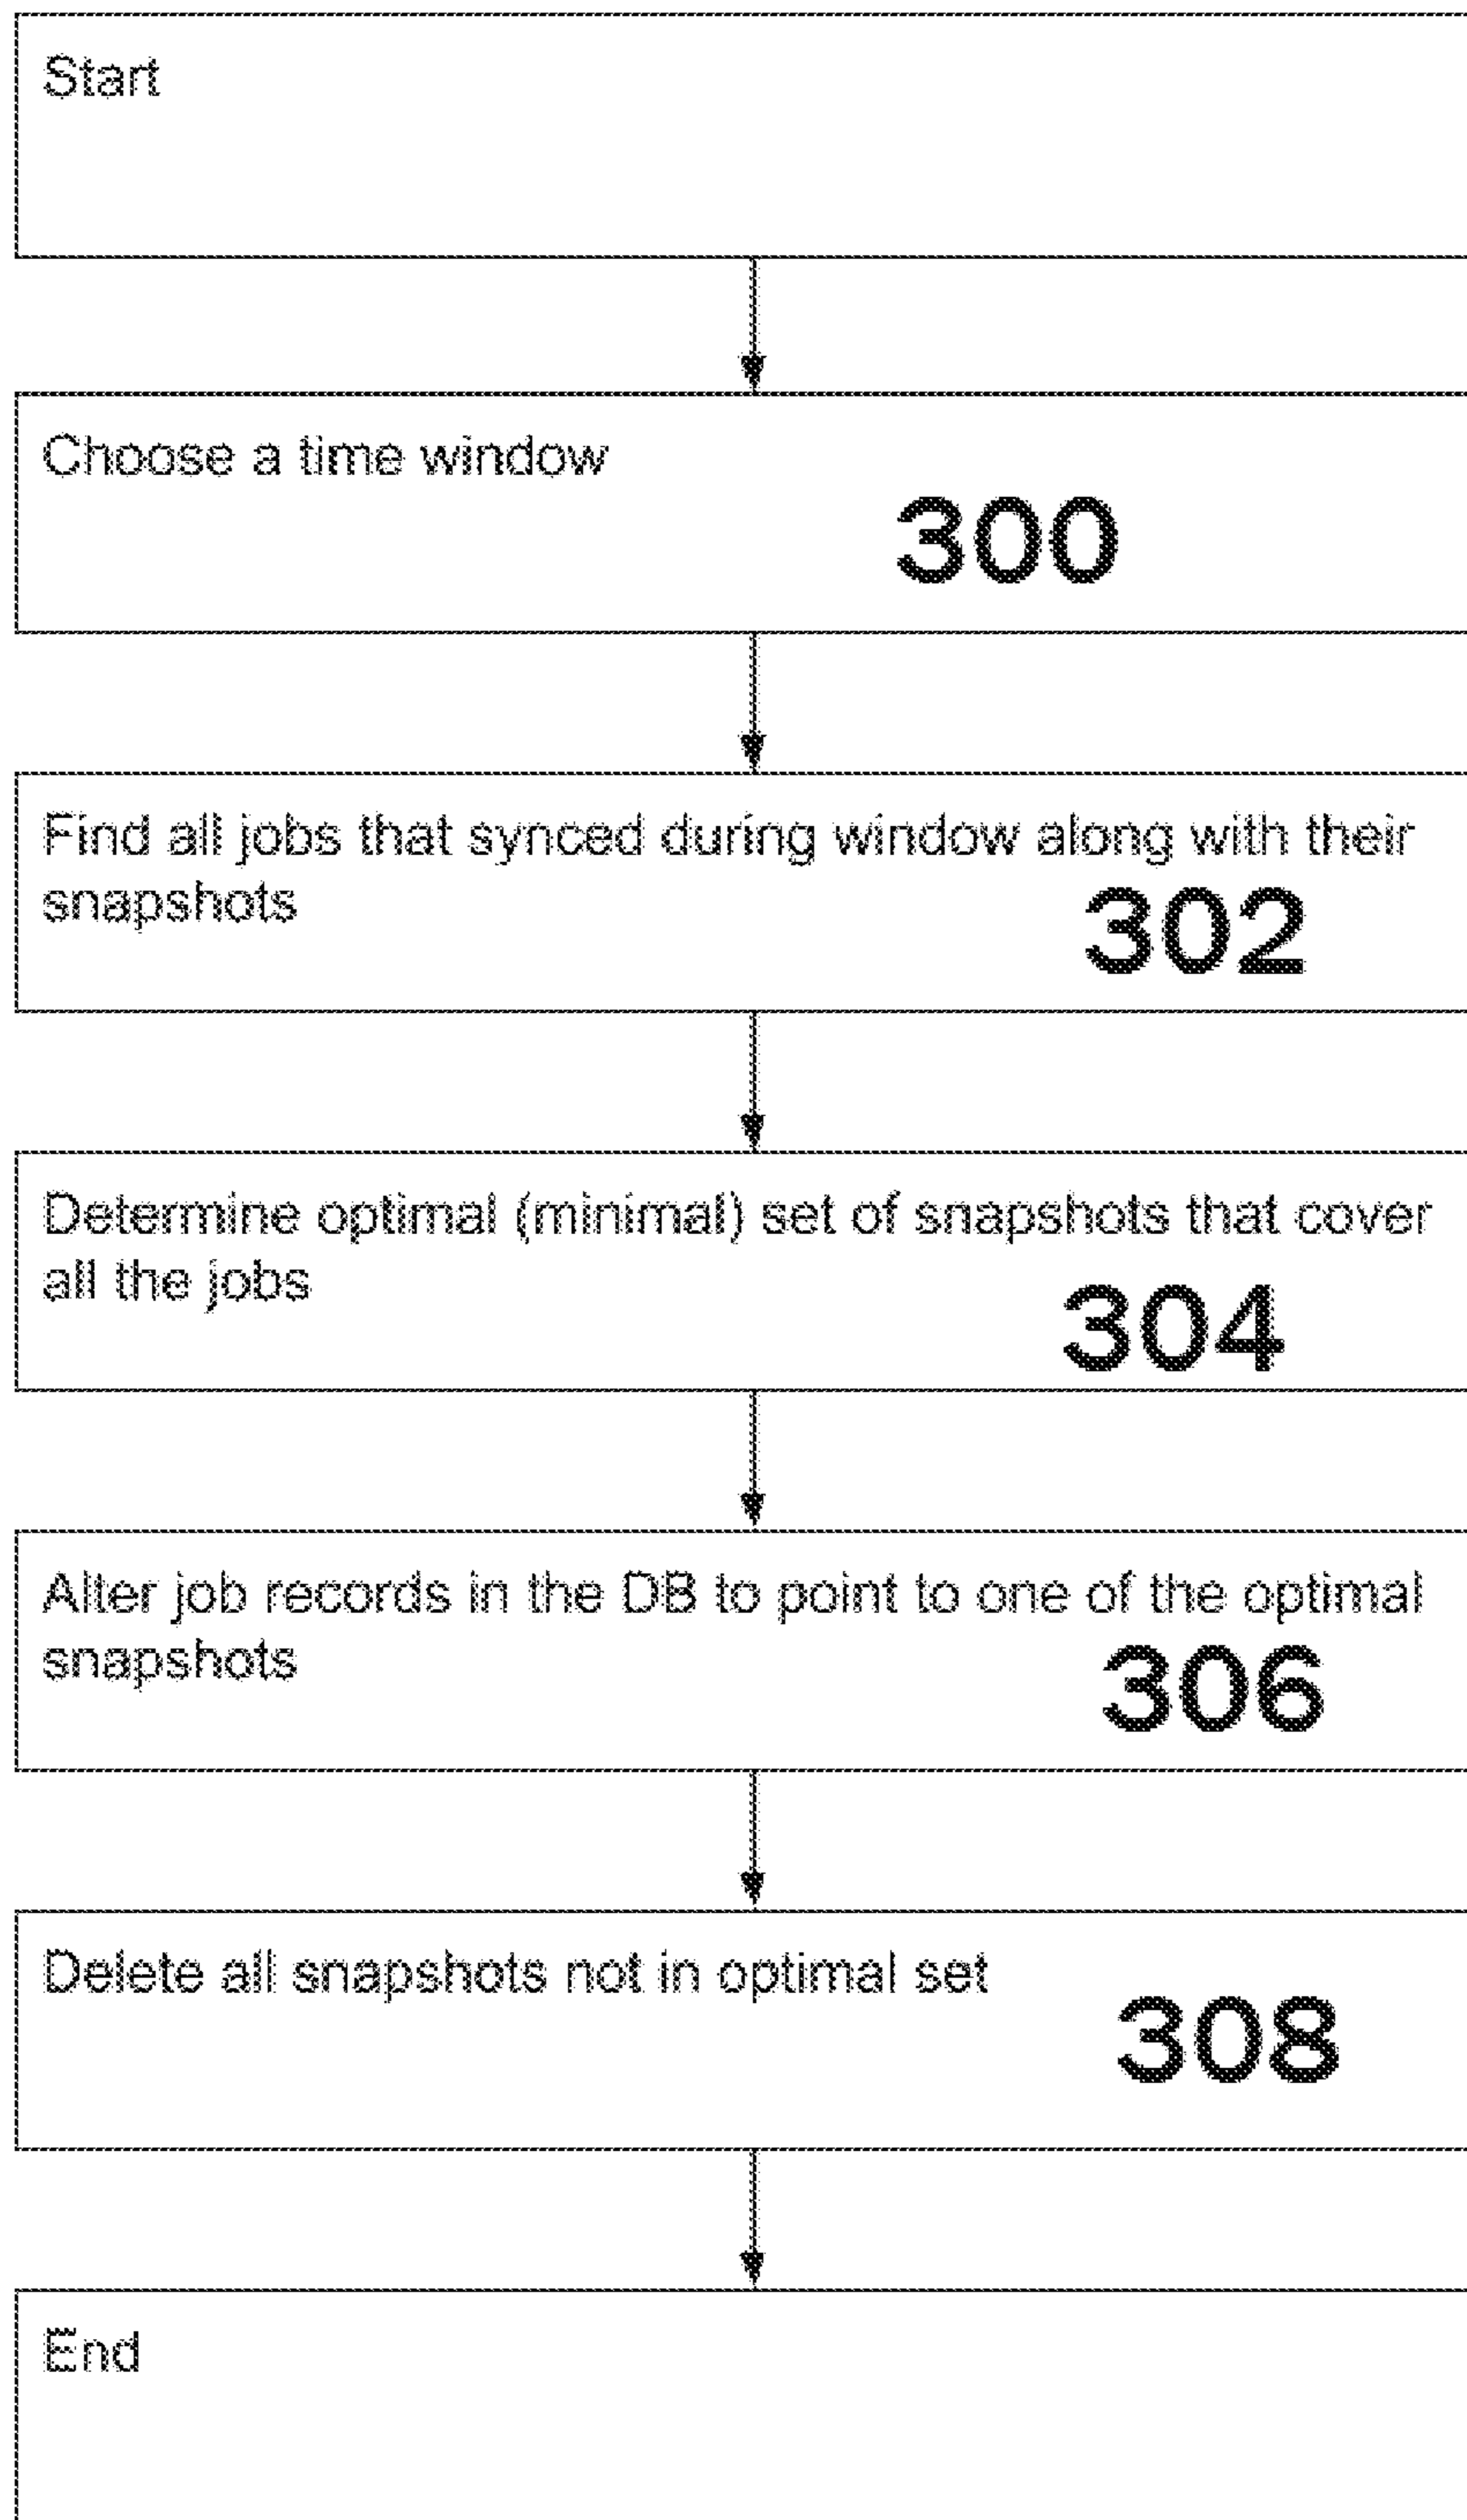 Start
Choose a time window
300
Find all jobs that synced during window along with their
snapshots
302
Determine optimal (minimal) set of snapshots that cover
all the jobs
304
Alter job records in the DB to point to one of the optimal
snapshots
306
Delete all snapshots not in optimal set
308
End